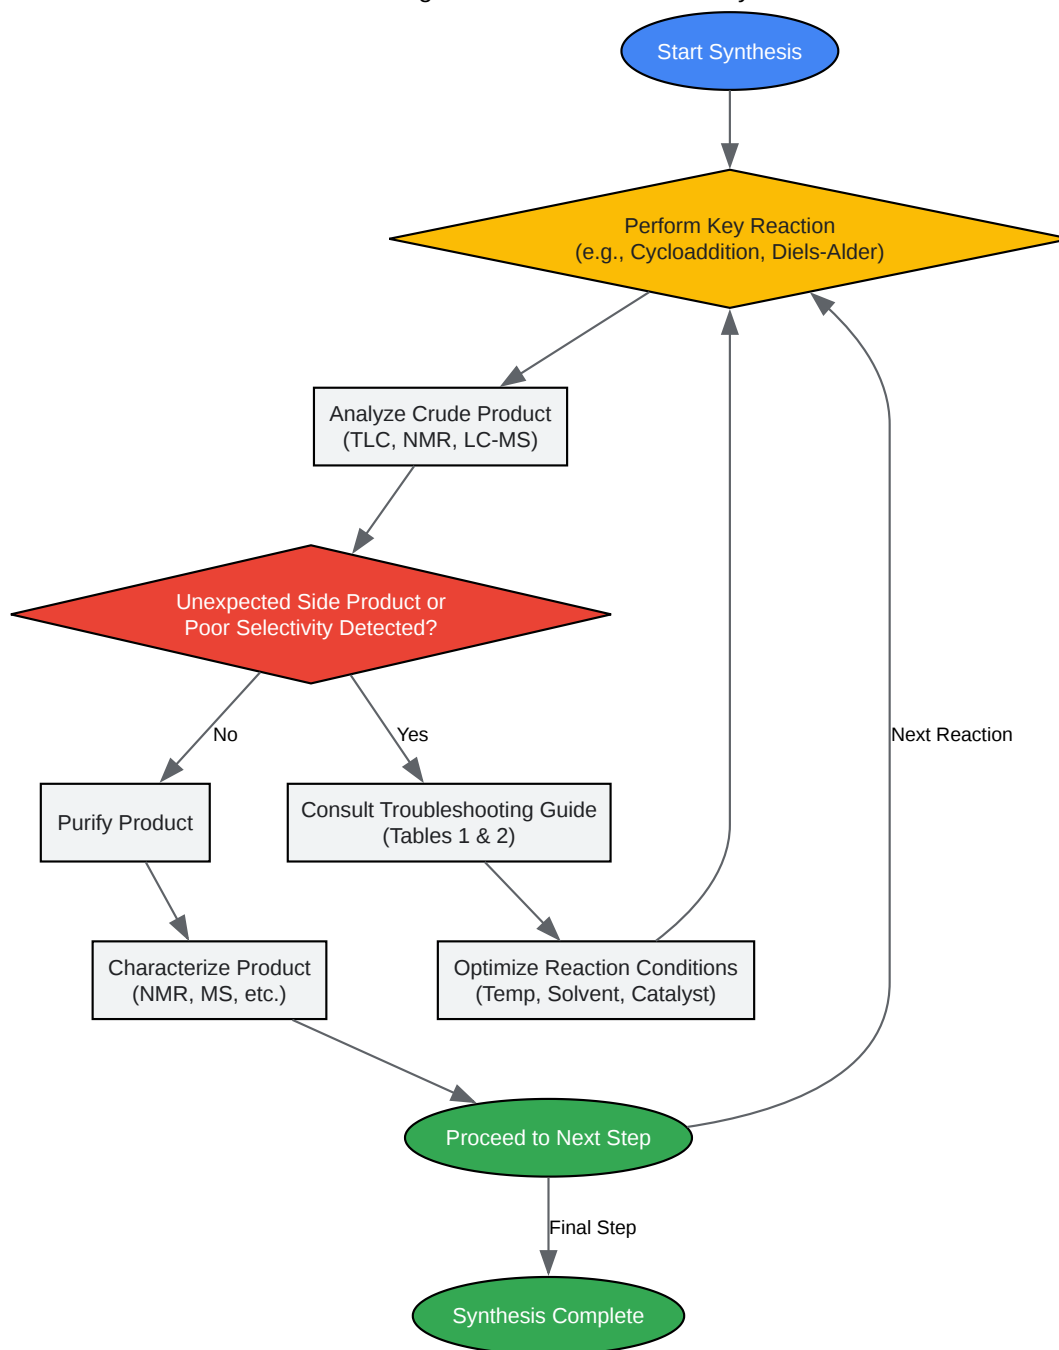 Start Synthesis
Perform Key Reaction
(e.g., Cycloaddition, Diels-Alder)
Analyze Crude Product
(TLC, NMR, LC-MS)
Unexpected Side Product or
Poor Selectivity Detected?
No
Yes
Next Reaction
Purify Product
Consult Troubleshooting Guide
(Tables 1 & 2)
Characterize Product
(NMR, MS, etc.)
Optimize Reaction Conditions
(Temp, Solvent, Catalyst)
Proceed to Next Step
Final Step
Synthesis Complete